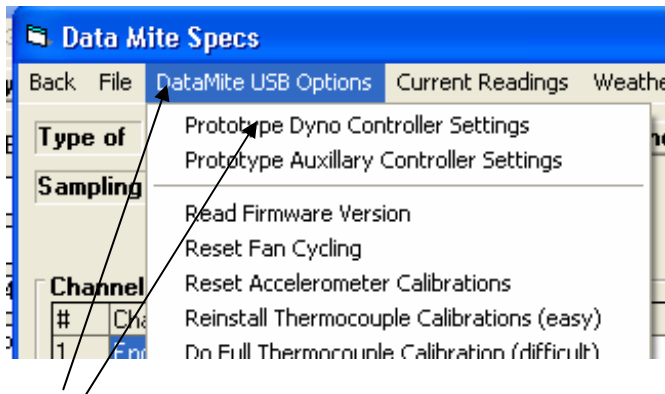 Data Mite Specs
Back File DataMite USB Options Current Readings
Type of
Prototype Dyno Controller Settings
Prototype Auxillary Controller Settings
Sampling
Read Firmware Version
Reset Fan Cycling
Channel
Reset Accelerometer Calibrations
#
Reinstall Thermocouple Calibrations (easy)
1
Do Full Thermocouple Calibration (difficult)